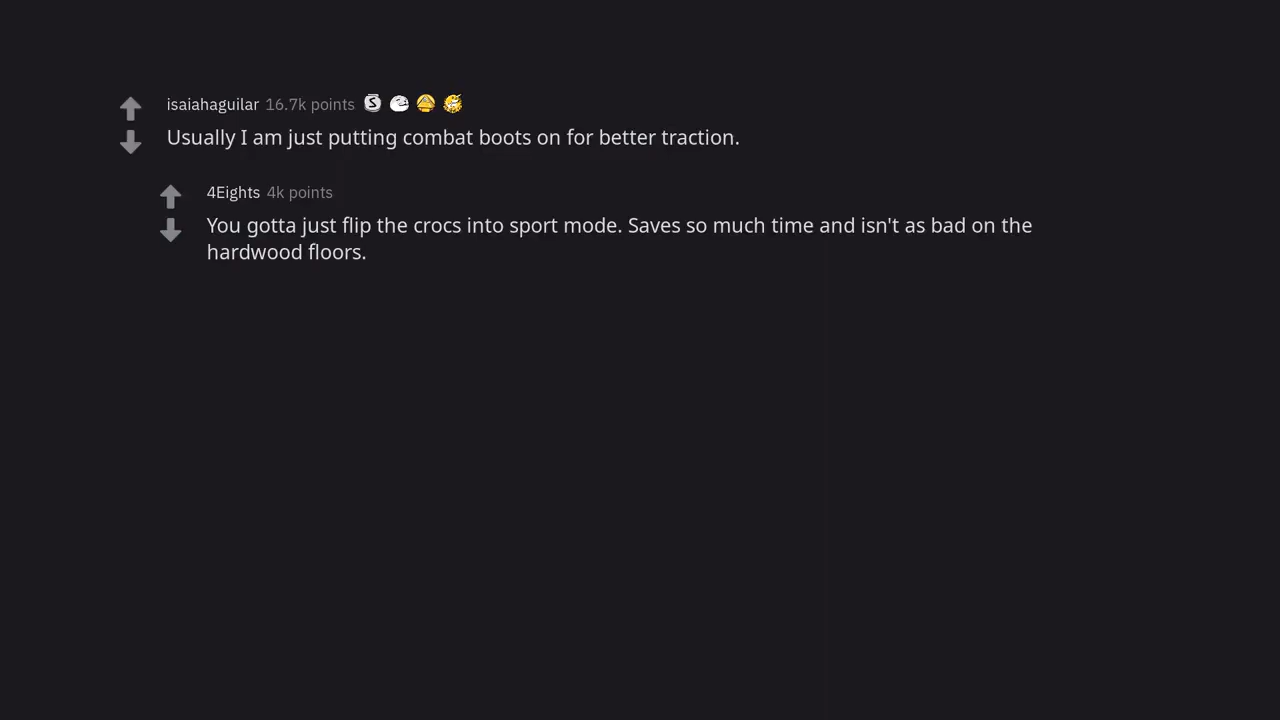 isaiahaguilar 16.7k points
Usually I am just putting combat boots on for better traction.
4Eights 4k points
You gotta just flip the crocs into sport mode. Saves so much time and isn't as bad on the
hardwood floors.